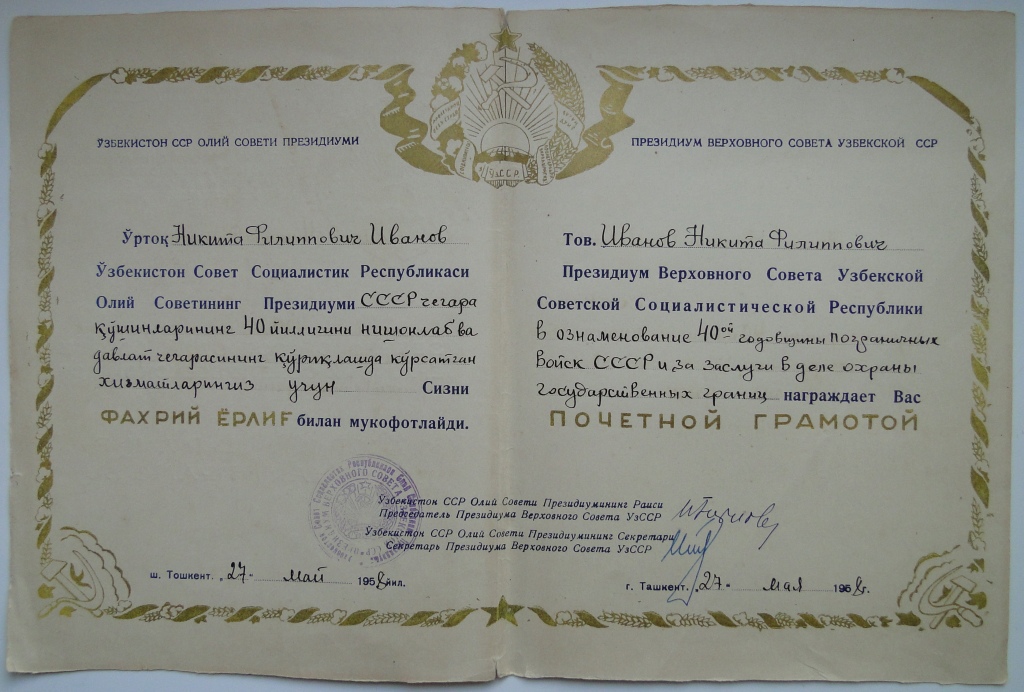 УзССР
ЎЗБЕКИСТОН ССР ОЛИЙ СОВЕТИ ПРЕЗИДИУМИ
Ўртоқ Никита Филиппович Иванов
Ўзбекистон Совет Социалистик Республикаси
Олий Советининг Президиуми СССР чегара
қўшинларининг 40 йиллигини нишонлаб ва
давлат чегарасининг қўриқлашда кўрсатган
хизматларингиз учун Сизни
ФАХРИЙ ЁРЛИҒ билан мукофотлайди.
ПРЕЗИДИУМ ВЕРХОВНОГО СОВЕТА УЗБЕКСКОЙ ССР
Тов. Иванов Никита Филиппович
Президиум Верховного Совета Узбекской
Советской Социалистической Республики
в ознаменование 40ой годовщины пограничных
войск СССР и за заслуги в деле охраны
государственных границ награждает Вас
ПОЧЕТНОЙ ГРАМОТОЙ
Ўзбекистон ССР Олий Совети Президиумининг Раиси
Председатель Президиума Верховного Совета УзССР
Ўзбекистон ССР Олий Совети Президиумининг Секретари
Секретарь Президиума Верховного Совета УзССР
ш. Тошкент. „27" май 1958 йил.
г. Ташкент. „27" мая 1958 г.